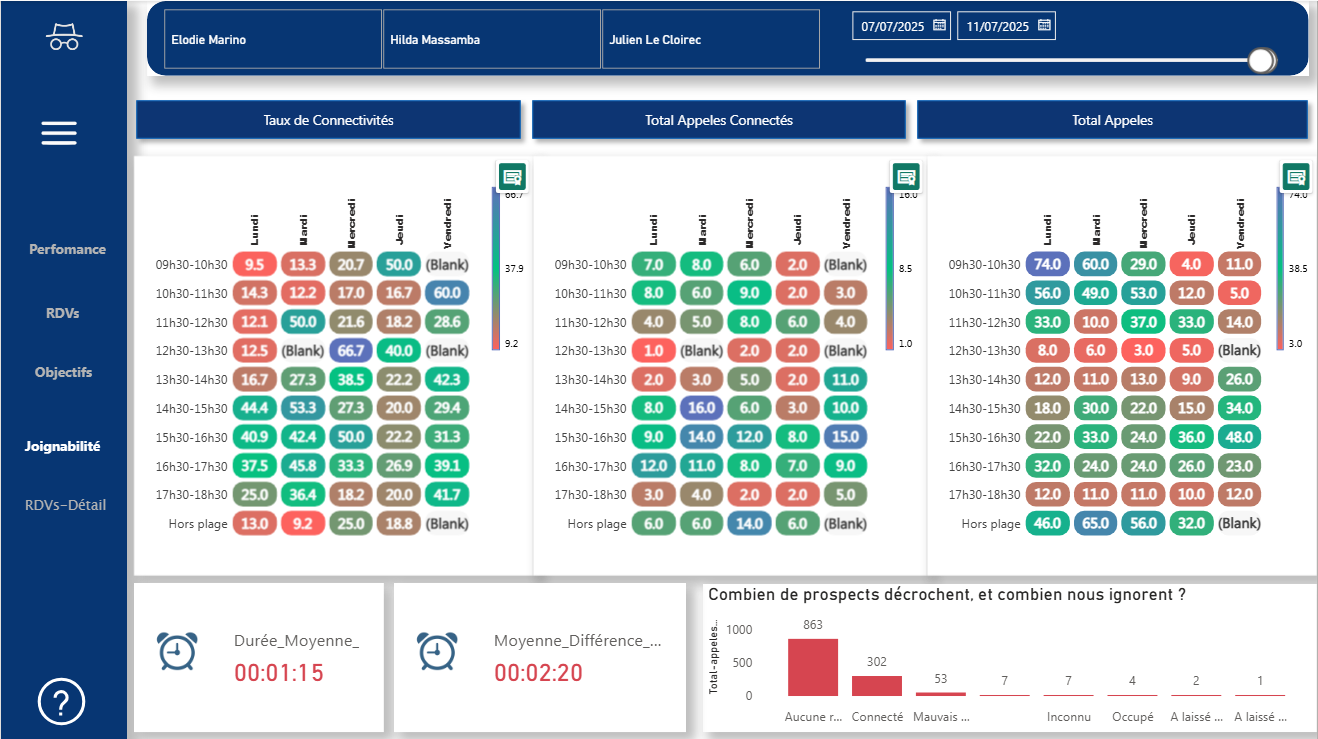 Elodie Marino
Hilda Massamba
Julien Le Cloirec
07/07/2025
11/07/2025
Taux de Connectivités
Total Appeles Connectés
Total Appeles
Perfomance
RDVs
Objectifs
Joignabilité
RDVs-Détail
?
Lundi Mardi Mercredi Jeudi Vendredi
09h30-10h30 9.5 13.3 20.7 50.0 (Blank)
10h30-11h30 14.3 12.2 17.0 16.7 60.0
11h30-12h30 12.1 50.0 21.6 18.2 28.6
12h30-13h30 12.5 (Blank) 66.7 40.0 (Blank)
13h30-14h30 16.7 27.3 38.5 22.2 42.3
14h30-15h30 44.4 53.3 27.3 20.0 29.4
15h30-16h30 40.9 42.4 50.0 22.2 31.3
16h30-17h30 37.5 45.8 33.3 26.9 39.1
17h30-18h30 25.0 36.4 18.2 20.0 41.7
Hors plage 13.0 9.2 25.0 18.8 (Blank)
66.7
37.9
9.2
Lundi Mardi Mercredi Jeudi Vendredi
09h30-10h30 7.0 8.0 6.0 2.0 (Blank)
10h30-11h30 8.0 6.0 9.0 2.0 3.0
11h30-12h30 4.0 5.0 8.0 6.0 4.0
12h30-13h30 1.0 (Blank) 2.0 2.0 (Blank)
13h30-14h30 2.0 3.0 5.0 2.0 11.0
14h30-15h30 8.0 16.0 6.0 3.0 10.0
15h30-16h30 9.0 14.0 12.0 8.0 15.0
16h30-17h30 12.0 11.0 8.0 7.0 9.0
17h30-18h30 3.0 4.0 2.0 2.0 5.0
Hors plage 6.0 6.0 14.0 6.0 (Blank)
16.0
8.5
1.0
Lundi Mardi Mercredi Jeudi Vendredi
09h30-10h30 74.0 60.0 29.0 4.0 11.0
10h30-11h30 56.0 49.0 53.0 12.0 5.0
11h30-12h30 33.0 10.0 37.0 33.0 14.0
12h30-13h30 8.0 6.0 3.0 5.0 (Blank)
13h30-14h30 12.0 11.0 13.0 9.0 26.0
14h30-15h30 18.0 30.0 22.0 15.0 34.0
15h30-16h30 22.0 33.0 24.0 36.0 48.0
16h30-17h30 32.0 24.0 24.0 26.0 23.0
17h30-18h30 12.0 11.0 11.0 10.0 12.0
Hors plage 46.0 65.0 56.0 32.0 (Blank)
74.0
38.5
3.0
Durée_Moyenne_
00:01:15
Moyenne_Différence_...
00:02:20
Combien de prospects décrochent, et combien nous ignorent ?
Total-appeles...
1000
500
0
863 302 53 7 7 4 2 1
Aucune r... Connecté Mauvais ... Inconnu Occupé A laissé ... A laissé ...